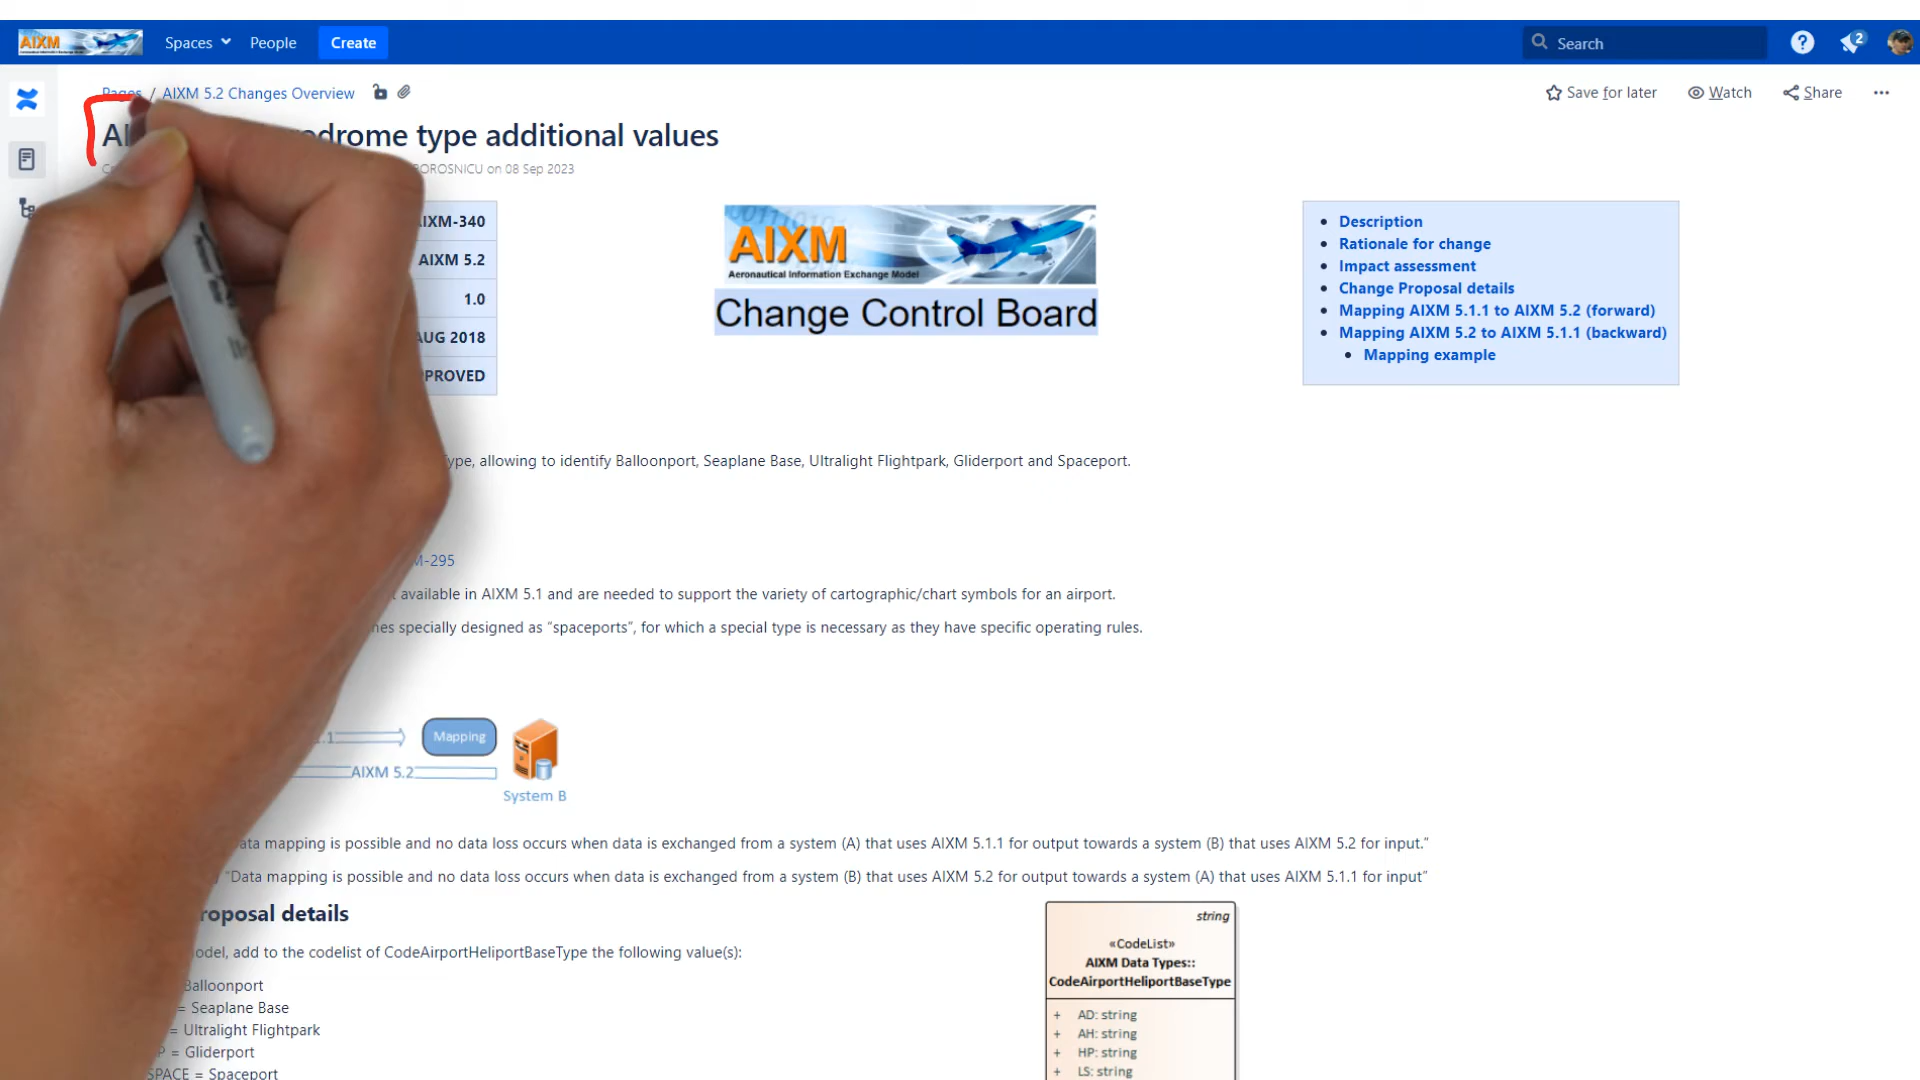 AIXM
Spaces People Create
Search
2
Pages / AIXM 5.2 Changes Overview
Save for later Watch Share
AI
odrome type additional values
OROSNICU on 08 Sep 2023
AIXM-340
AIXM 5.2
1.0
AUG 2018
PROVED
AIXM
Aeronautical Information Exchange Model
Change Control Board
Description
Rationale for change
Impact assessment
Change Proposal details
Mapping AIXM 5.1.1 to AIXM 5.2 (forward)
Mapping AIXM 5.2 to AIXM 5.1.1 (backward)
Mapping example
Type, allowing to identify Balloonport, Seaplane Base, Ultralight Flightpark, Gliderport and Spaceport.
M-295
available in AIXM 5.1 and are needed to support the variety of cartographic/chart symbols for an airport.
specially designed as “spaceports”, for which a special type is necessary as they have specific operating rules.
.1
Mapping
AIXM 5.2
System B
ata mapping is possible and no data loss occurs when data is exchanged from a system (A) that uses AIXM 5.1.1 for output towards a system (B) that uses AIXM 5.2 for input.”
“Data mapping is possible and no data loss occurs when data is exchanged from a system (B) that uses AIXM 5.2 for output towards a system (A) that uses AIXM 5.1.1 for input”
roposal details
odel, add to the codelist of CodeAirportHeliportBaseType the following value(s):
Balloonport
= Seaplane Base
= Ultralight Flightpark
P = Gliderport
SPACE = Spaceport
string
«CodeList»
AIXM Data Types::
CodeAirportHeliportBaseType
+ AD: string
+ AH: string
+ HP: string
+ LS: string